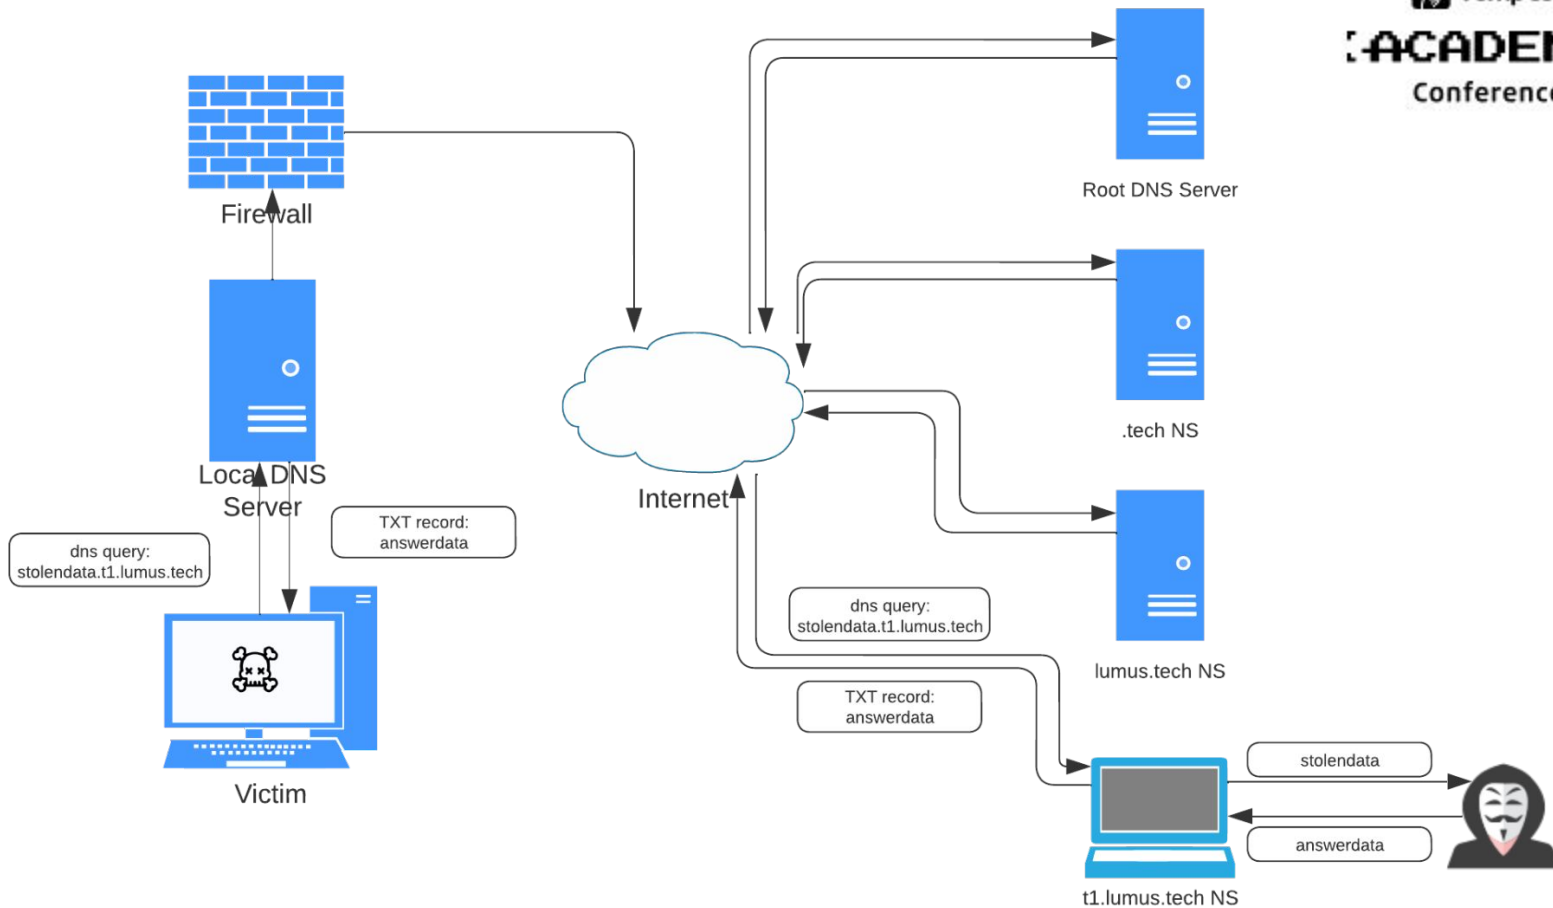 ACADE
Conference
Root DNS Server
Firewall
.tech NS
Local DNS
Server
Internet
TXT record:
answerdata
dns query:
stolendata.t1.lumus.tech
dns query:
stolendata.t1.lumus.tech
lumus.tech NS
TXT record:
answerdata
Victim
stolendata
answerdata
t1.lumus.tech NS